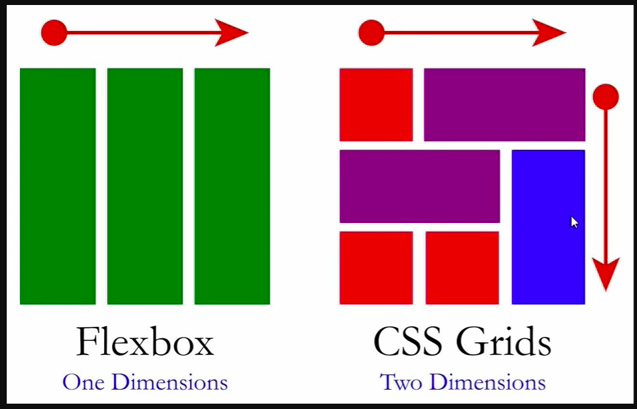 Flexbox
One Dimensions
CSS Grids
Two Dimensions